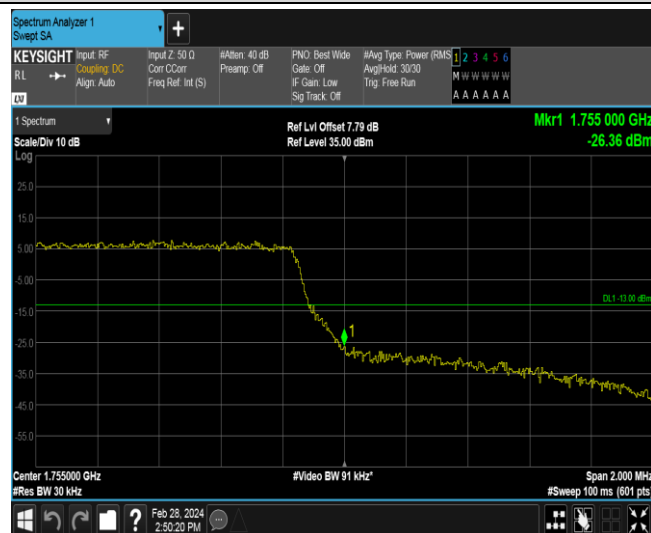 Spectrum Analyzer 1
Swept SA
+
KEYSIGHT
RL
Input: RF
Coupling: DC
Align: Auto
Input Z: 50 Ω
Corr CCorr
Freq Ref: Int (S)
#Atten: 40 dB
Preamp: Off
PNO: Best Wide
Gate: Off
IF Gain: Low
Sig Track: Off
#Avg Type: Power (RMS
Avg|Hold: 30/30
Trig: Free Run
1 2 3 4 5 6
M W W W W W
A A A A A A
LXI
1 Spectrum
Scale/Div 10 dB
Ref Lvl Offset 7.79 dB
Ref Level 35.00 dBm
Mkr1 1.755 000 GHz
-26.36 dBm
Log
25.0
15.0
5.00
-5.00
-15.0
-25.0
-35.0
-45.0
-55.0
DL1 -13.00 dBm
1
Center 1.755000 GHz
#Res BW 30 kHz
#Video BW 91 kHz*
Span 2.000 MHz
#Sweep 100 ms (601 pts)
?
Feb 28, 2024
2:50:20 PM